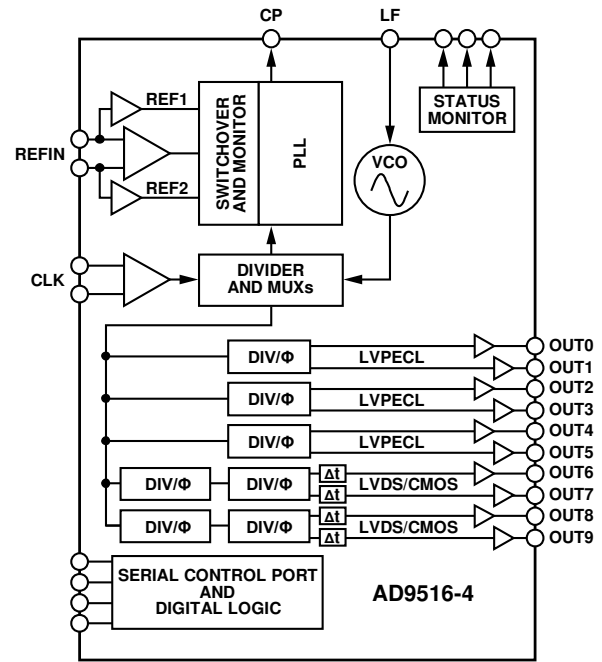 CP
LF
REF1
REFIN
REF2
SWITCHOVER
AND MONITOR
PLL
VCO
STATUS
MONITOR
CLK
DIVIDER
AND MUXs
DIV/Φ
LVPECL
OUT0
OUT1
DIV/Φ
LVPECL
OUT2
OUT3
DIV/Φ
LVPECL
OUT4
OUT5
DIV/Φ
DIV/Φ
Δt
Δt
LVDS/CMOS
OUT6
OUT7
DIV/Φ
DIV/Φ
Δt
Δt
LVDS/CMOS
OUT8
OUT9
SERIAL CONTROL PORT
AND
DIGITAL LOGIC
AD9516-4